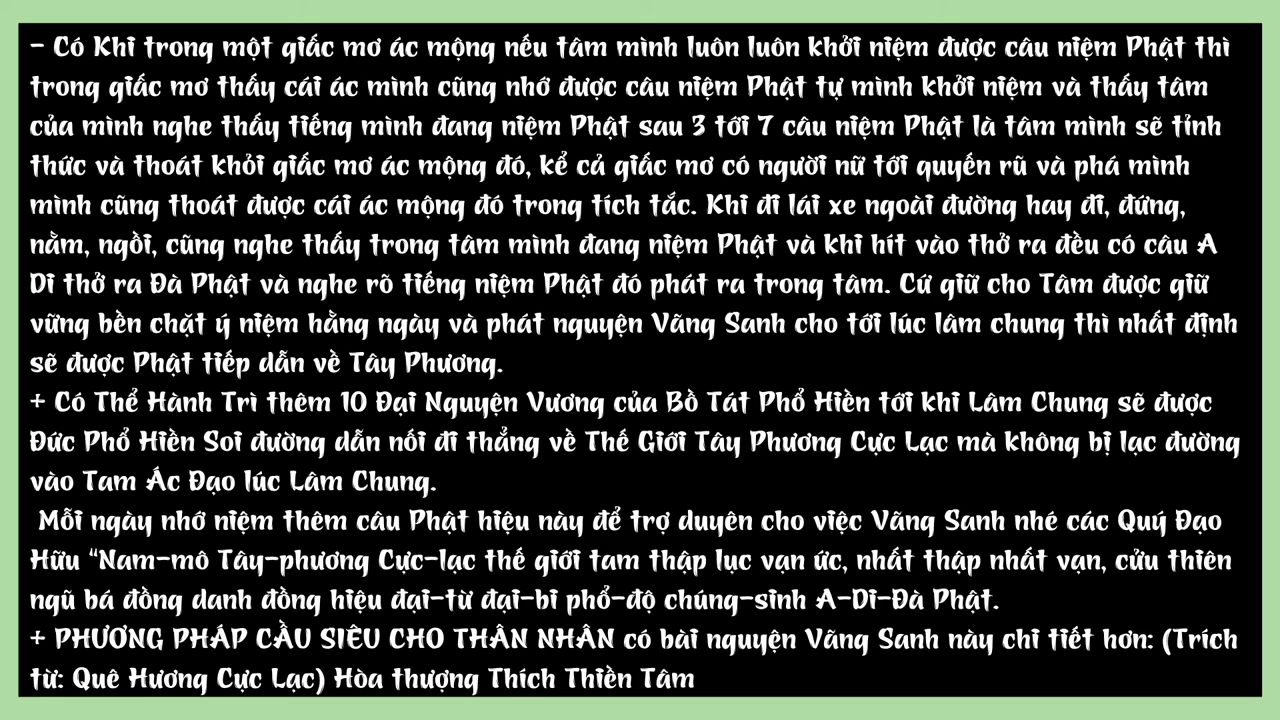 - Có Khi trong một giấc mơ ác mộng nếu tâm mình luôn luôn khởi niệm được câu niệm Phật thì
trong giấc mơ thấy cái ác mình cũng nhớ được câu niệm Phật tự mình khởi niệm và thấy tâm
của mình nghe thấy tiếng mình đang niệm Phật sau 3 tới 7 câu niệm Phật là tâm mình sẽ tỉnh
thức và thoát khỏi giấc mơ ác mộng đó, kể cả giấc mơ có người nữ tới quyến rũ và phá mình
mình cũng thoát được cái ác mộng đó trong tích tắc. Khi đi lái xe ngoài đường hay đi, đứng,
nằm, ngồi, cũng nghe thấy trong tâm mình đang niệm Phật và khi hít vào thở ra đều có câu A
Di thở ra Đà Phật và nghe rõ tiếng niệm Phật đó phát ra trong tâm. Cứ giữ cho Tâm được giữ
vững bền chặt ý niệm hằng ngày và phát nguyện Vãng Sanh cho tới lúc lâm chung thì nhất định
sẽ được Phật tiếp dẫn về Tây Phương.
+ Có Thể Hành Trì thêm 10 Đại Nguyện Vương của Bồ Tát Phổ Hiền tới khi Lâm Chung sẽ được
Đức Phổ Hiền Soi đường dẫn nối đi thẳng về Thế Giới Tây Phương Cực Lạc mà không bị lạc đường
vào Tam Ác Đạo lúc Lâm Chung.
Mỗi ngày nhớ niệm thêm câu Phật hiệu này để trợ duyên cho việc Vãng Sanh nhé các Quý Đạo
Hữu “Nam-mô Tây-phương Cực-lạc thế giới tam thập lục vạn ức, nhất thập nhất vạn, cửu thiên
ngũ bá đồng danh đồng hiệu đại-từ đại-bi phổ-độ chúng-sinh A-Di-Đà Phật.
+ PHƯƠNG PHÁP CẦU SIÊU CHO THÂN NHÂN có bài nguyện Vãng Sanh này chi tiết hơn: (Trích
từ: Quê Hương Cực Lạc) Hòa thượng Thích Thiền Tâm